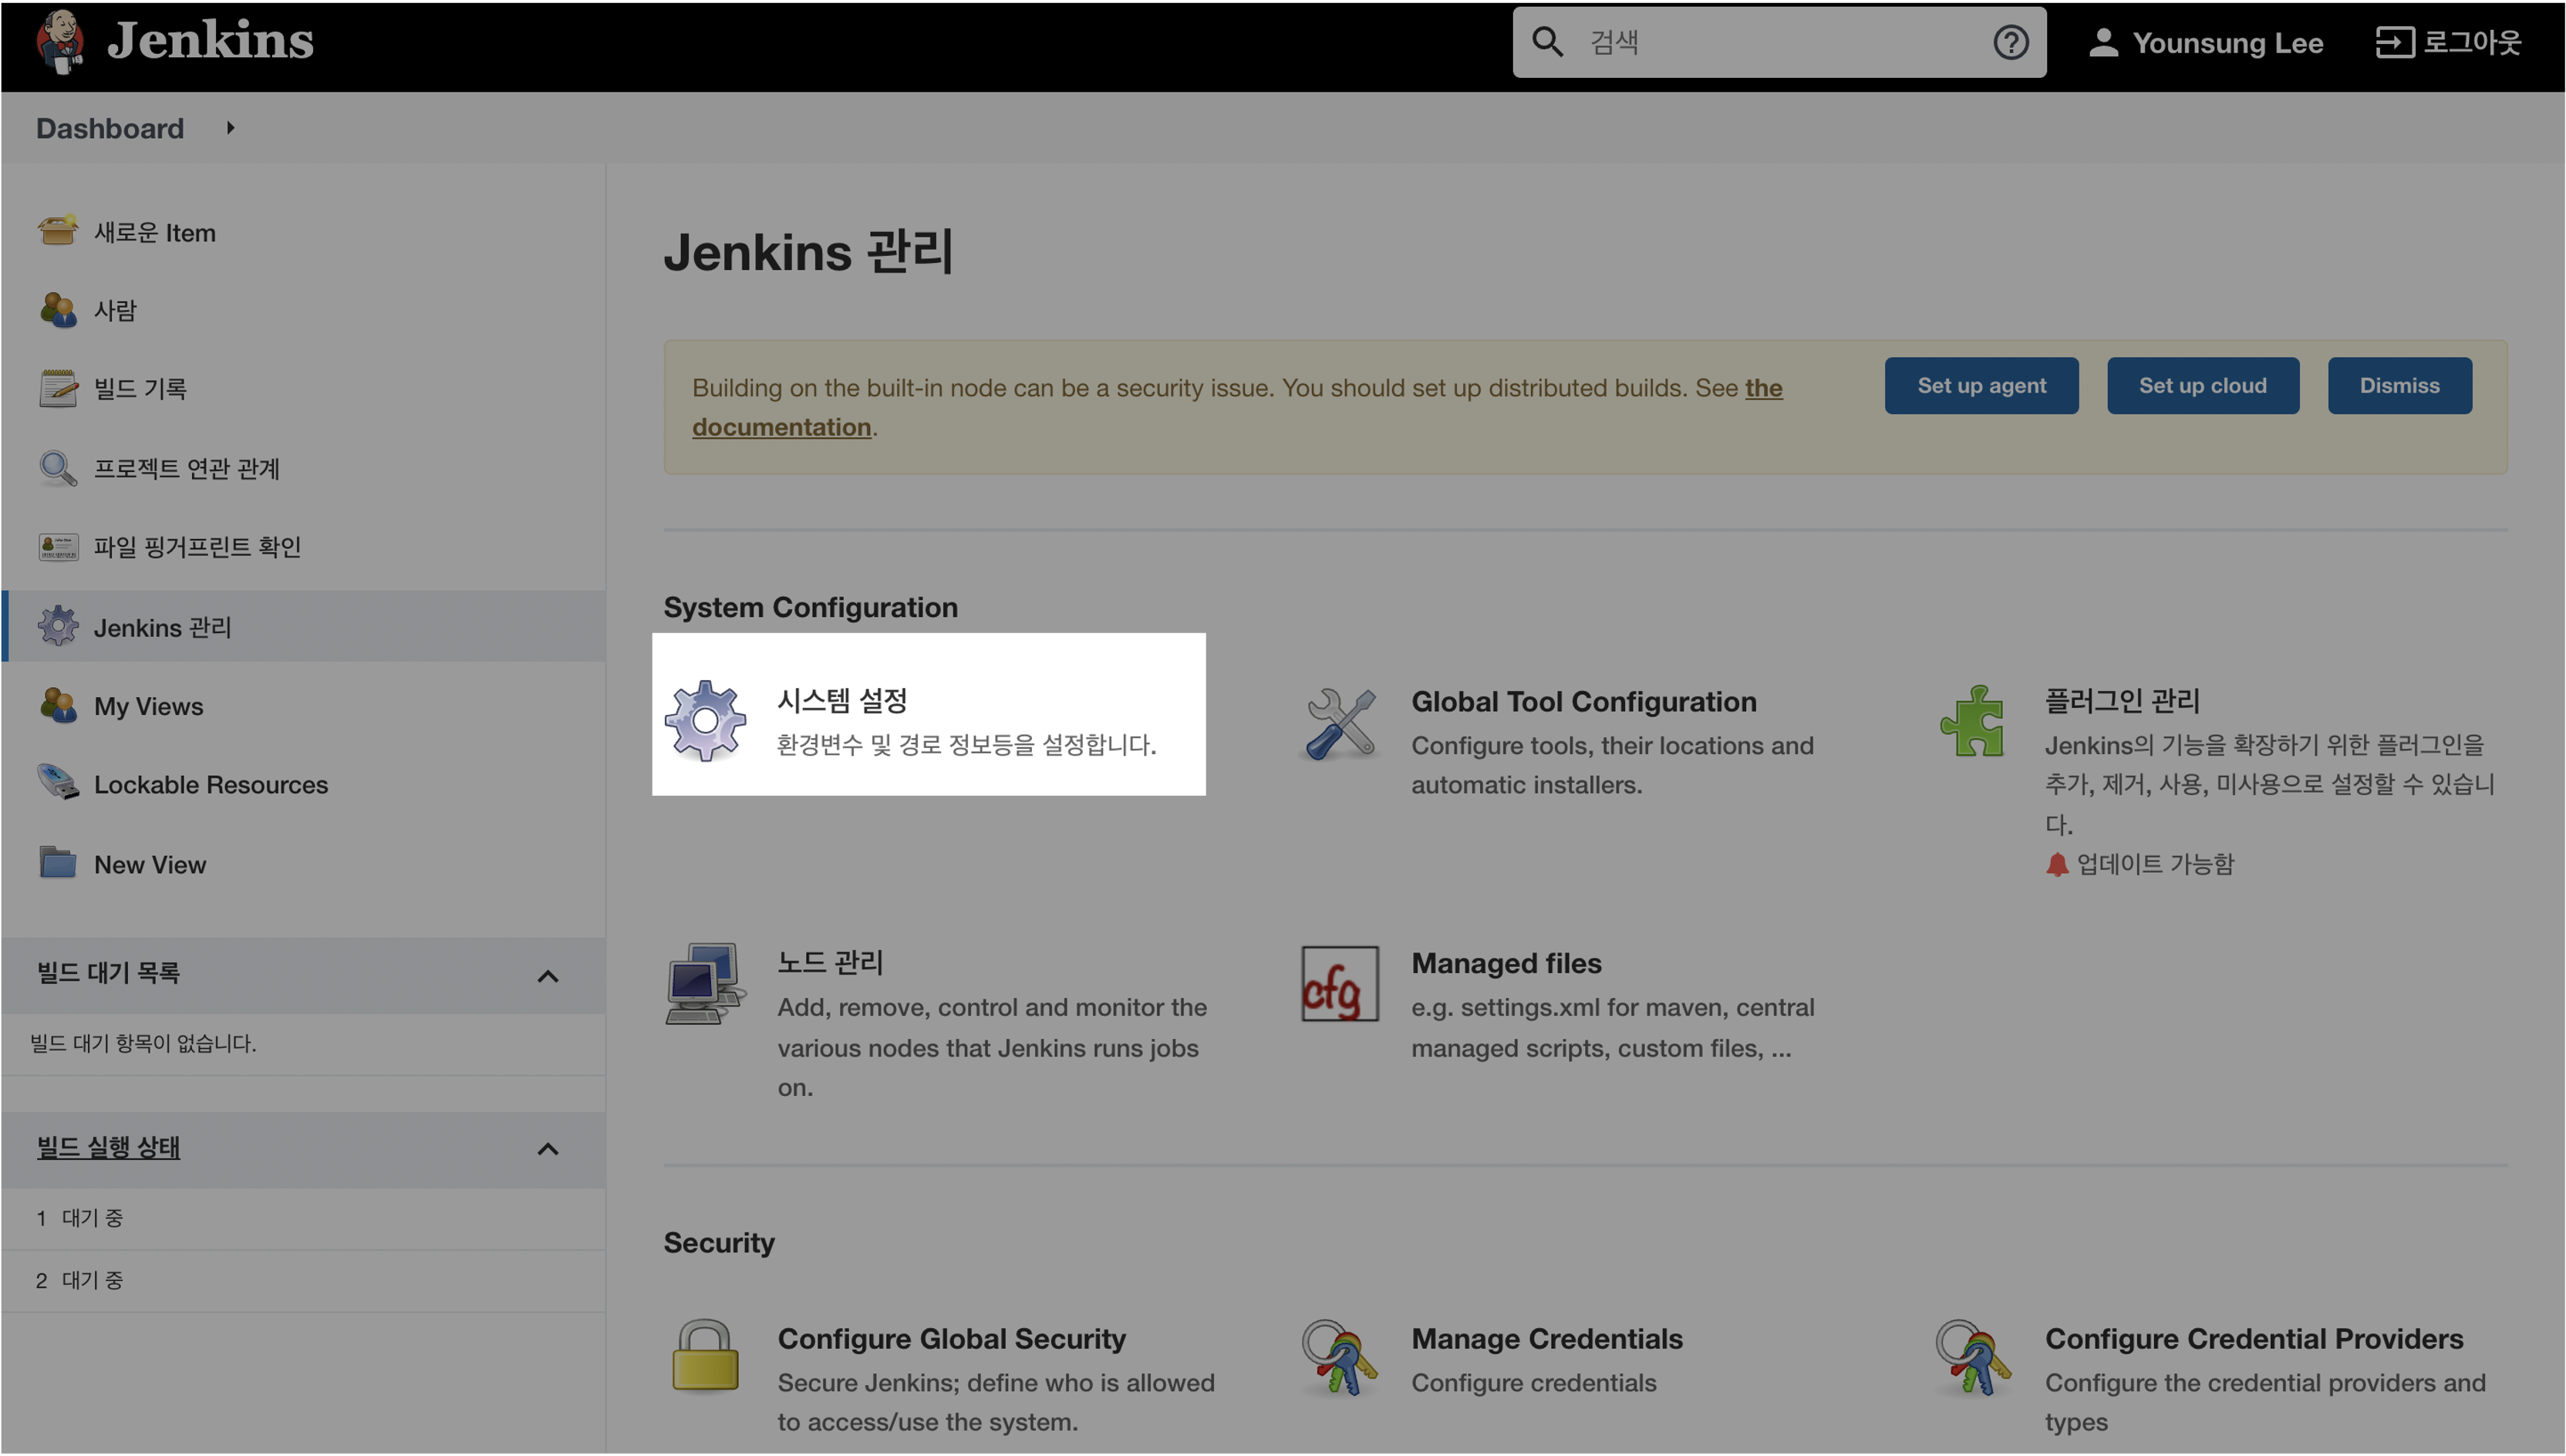 Jenkins
검색
Younsung Lee
로그아웃
Dashboard
새로운 Item
사람
빌드 기록
프로젝트 연관 관계
파일 핑거프린트 확인
Jenkins 관리
My Views
Lockable Resources
New View
빌드 대기 목록
빌드 대기 항목이 없습니다.
빌드 실행 상태
1 대기 중
2 대기 중
Jenkins 관리
Building on the built-in node can be a security issue. You should set up distributed builds. See the
documentation.
Set up agent
Set up cloud
Dismiss
System Configuration
시스템 설정
환경변수 및 경로 정보등을 설정합니다.
Global Tool Configuration
Configure tools, their locations and
automatic installers.
플러그인 관리
Jenkins의 기능을 확장하기 위한 플러그인을
추가, 제거, 사용, 미사용으로 설정할 수 있습니
다.
업데이트 가능함
노드 관리
Add, remove, control and monitor the
various nodes that Jenkins runs jobs
on.
cfg
Managed files
e.g. settings.xml for maven, central
managed scripts, custom files, ...
Security
Configure Global Security
Secure Jenkins; define who is allowed
to access/use the system.
Manage Credentials
Configure credentials
Configure Credential Providers
Configure the credential providers and
types